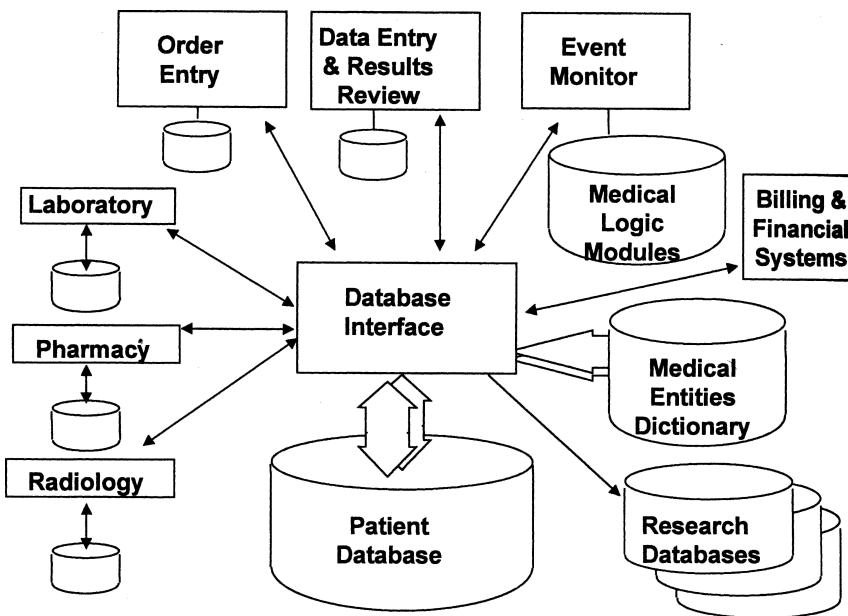 Order
Entry
Data Entry
& Results
Review
Event
Monitor
Medical
Logic
Modules
Billing &
Financial
Systems
Laboratory
Database
Interface
Pharmacy
Medical
Entities
Dictionary
Radiology
Patient
Database
Research
Databases